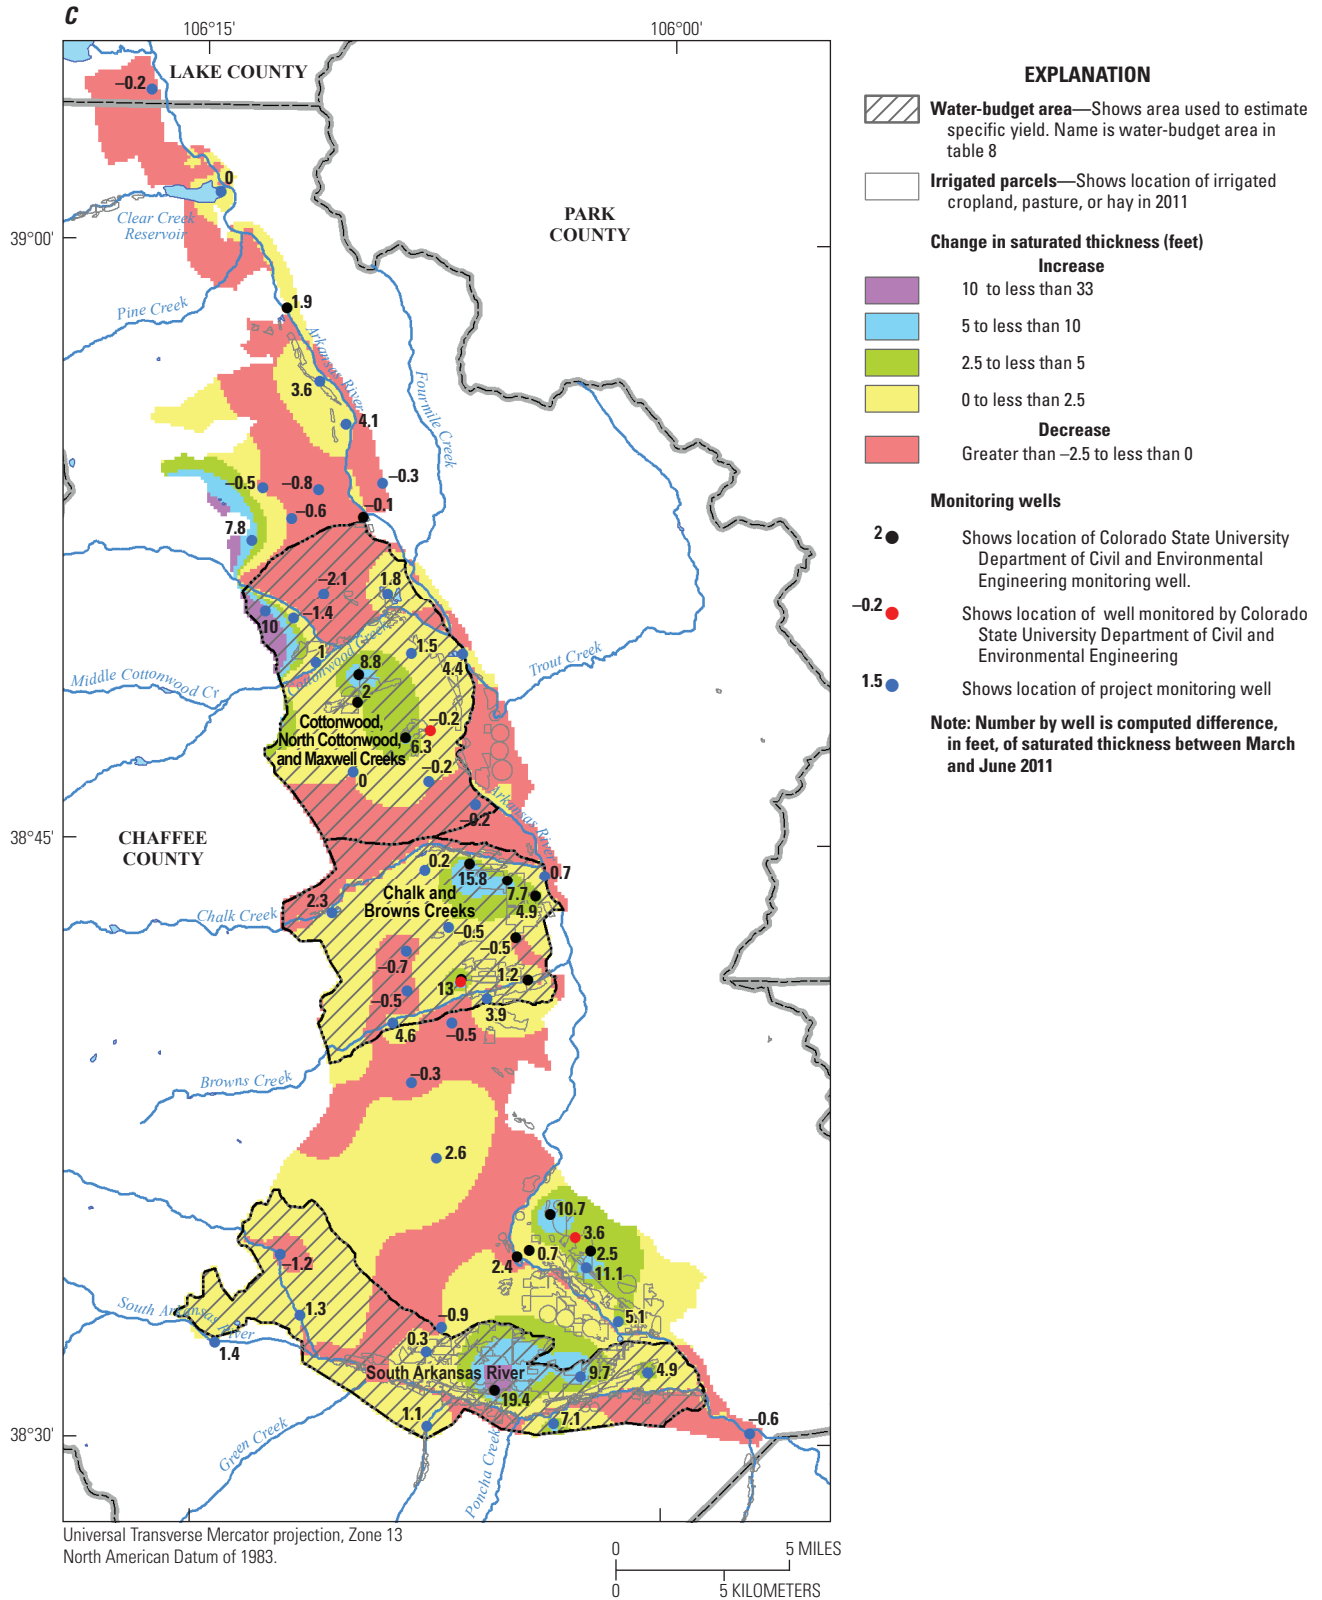 C
106°15'
106°00'
LAKE COUNTY
–0.2
0
Clear Creek
Reservoir
39°00'
PARK
COUNTY
1.9
Pine Creek
Arkansas River
3.6
4.1
Fourmile Creek
–0.5
–0.8
–0.3
–0.6
–0.1
7.8
–2.1
1.8
–1.4
10
Cottonwood Creek
1
1.5
8.8
4.4
Trout Creek
Middle Cottonwood Cr
2
Cottonwood,
North Cottonwood,
and Maxwell Creeks
–0.2
6.3
–0.2
0
Arkansas River
–0.2
38°45'
CHAFFEE
COUNTY
0.2
15.8
0.7
Chalk and
Browns Creeks
7.7
2.3
4.9
Chalk Creek
–0.5
–0.5
–0.7
1.2
13
–0.5
3.9
4.6
–0.5
Browns Creek
–0.3
2.6
10.7
3.6
0.7
2.5
2.4
11.1
–1.2
South Arkansas River
1.3
–0.9
5.1
0.3
1.4
South Arkansas River
9.7
4.9
19.4
1.1
7.1
–0.6
38°30'
Green Creek
Poncha Creek
Universal Transverse Mercator projection, Zone 13
North American Datum of 1983.
0
5 MILES
0
5 KILOMETERS
EXPLANATION
Water-budget area—Shows area used to estimate
specific yield. Name is water-budget area in
table 8
Irrigated parcels—Shows location of irrigated
cropland, pasture, or hay in 2011
Change in saturated thickness (feet)
Increase
10 to less than 33
5 to less than 10
2.5 to less than 5
0 to less than 2.5
Decrease
Greater than –2.5 to less than 0
Monitoring wells
2
Shows location of Colorado State University
Department of Civil and Environmental
Engineering monitoring well.
–0.2
Shows location of well monitored by Colorado
State University Department of Civil and
Environmental Engineering
1.5
Shows location of project monitoring well
Note: Number by well is computed difference,
in feet, of saturated thickness between March
and June 2011